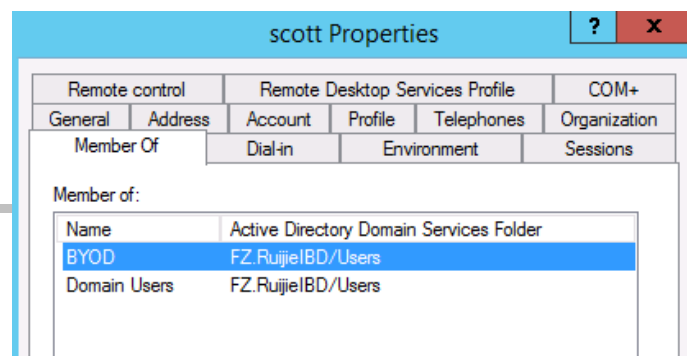 scott Properties ? x
Remote control Remote Desktop Services Profile COM+
General Address Account Profile Telephones Organization
Member Of Dial-in Environment Sessions
Member of:
Name Active Directory Domain Services Folder
BYOD FZ.RuijieIBD/Users
Domain Users FZ.RuijieIBD/Users